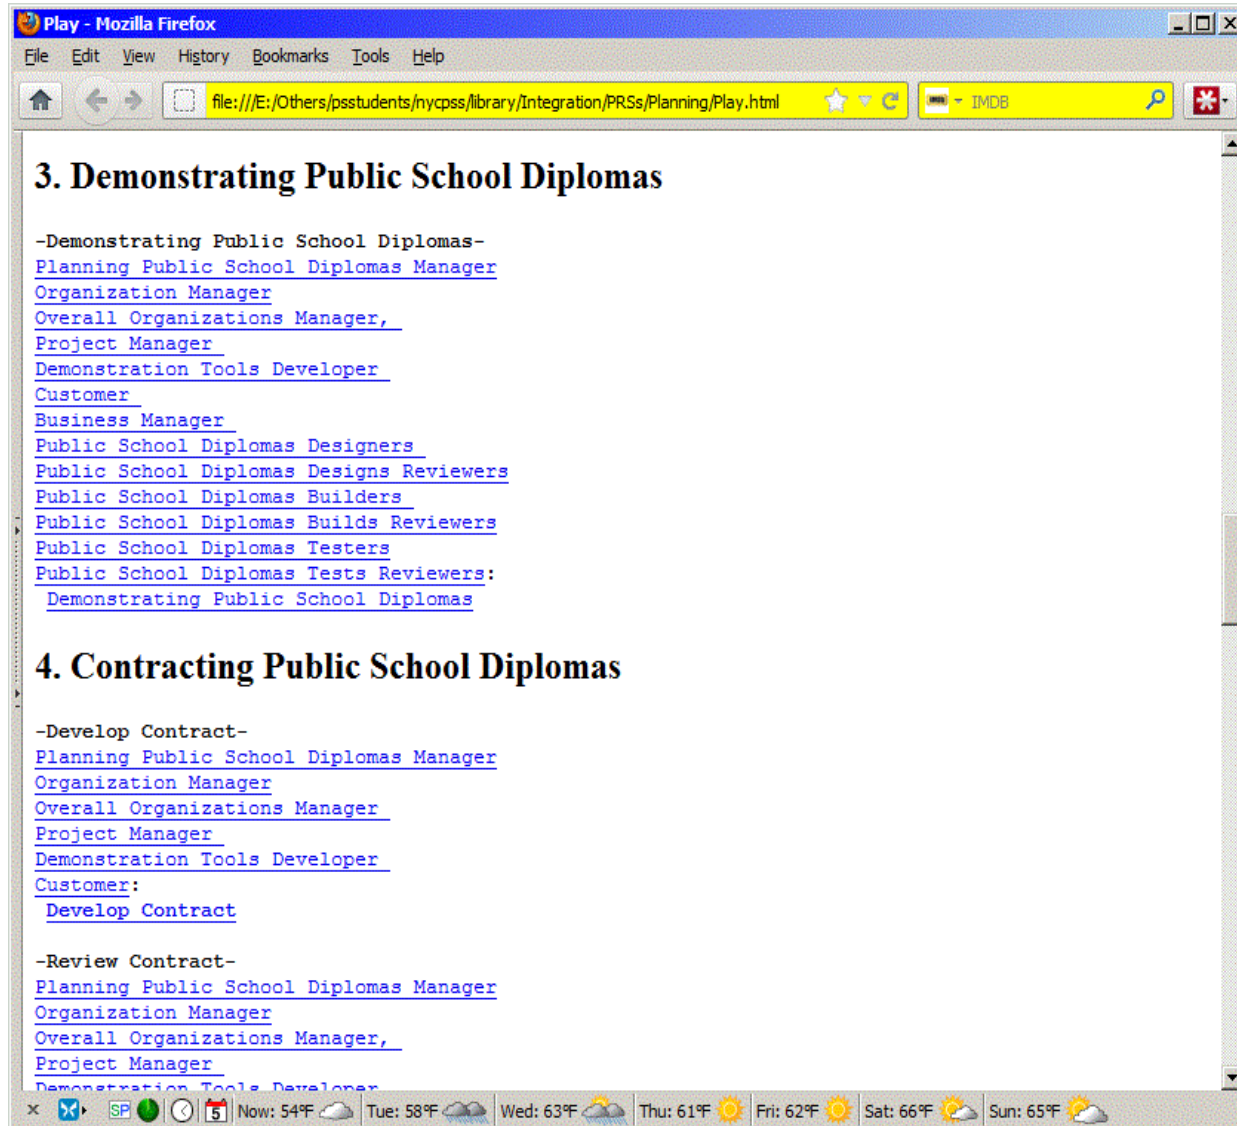 Play - Mozilla Firefox
File Edit View History Bookmarks Tools Help
file:///E:/Others/psstudents/nycpss/library/Integration/PRSs/Planning/Play.html IMDB
3. Demonstrating Public School Diplomas
-Demonstrating Public School Diplomas-
Planning Public School Diplomas Manager
Organization Manager
Overall Organizations Manager,
Project Manager
Demonstration Tools Developer
Customer
Business Manager
Public School Diplomas Designers
Public School Diplomas Designs Reviewers
Public School Diplomas Builders
Public School Diplomas Builds Reviewers
Public School Diplomas Testers
Public School Diplomas Tests Reviewers:
Demonstrating Public School Diplomas
4. Contracting Public School Diplomas
-Develop Contract-
Planning Public School Diplomas Manager
Organization Manager
Overall Organizations Manager
Project Manager
Demonstration Tools Developer
Customer:
Develop Contract
-Review Contract-
Planning Public School Diplomas Manager
Organization Manager
Overall Organizations Manager,
Project Manager
Demonstration Tools Developer
SP 5 Now: 54°F Tue: 58°F Wed: 63°F Thu: 61°F Fri: 62°F Sat: 66°F Sun: 65°F